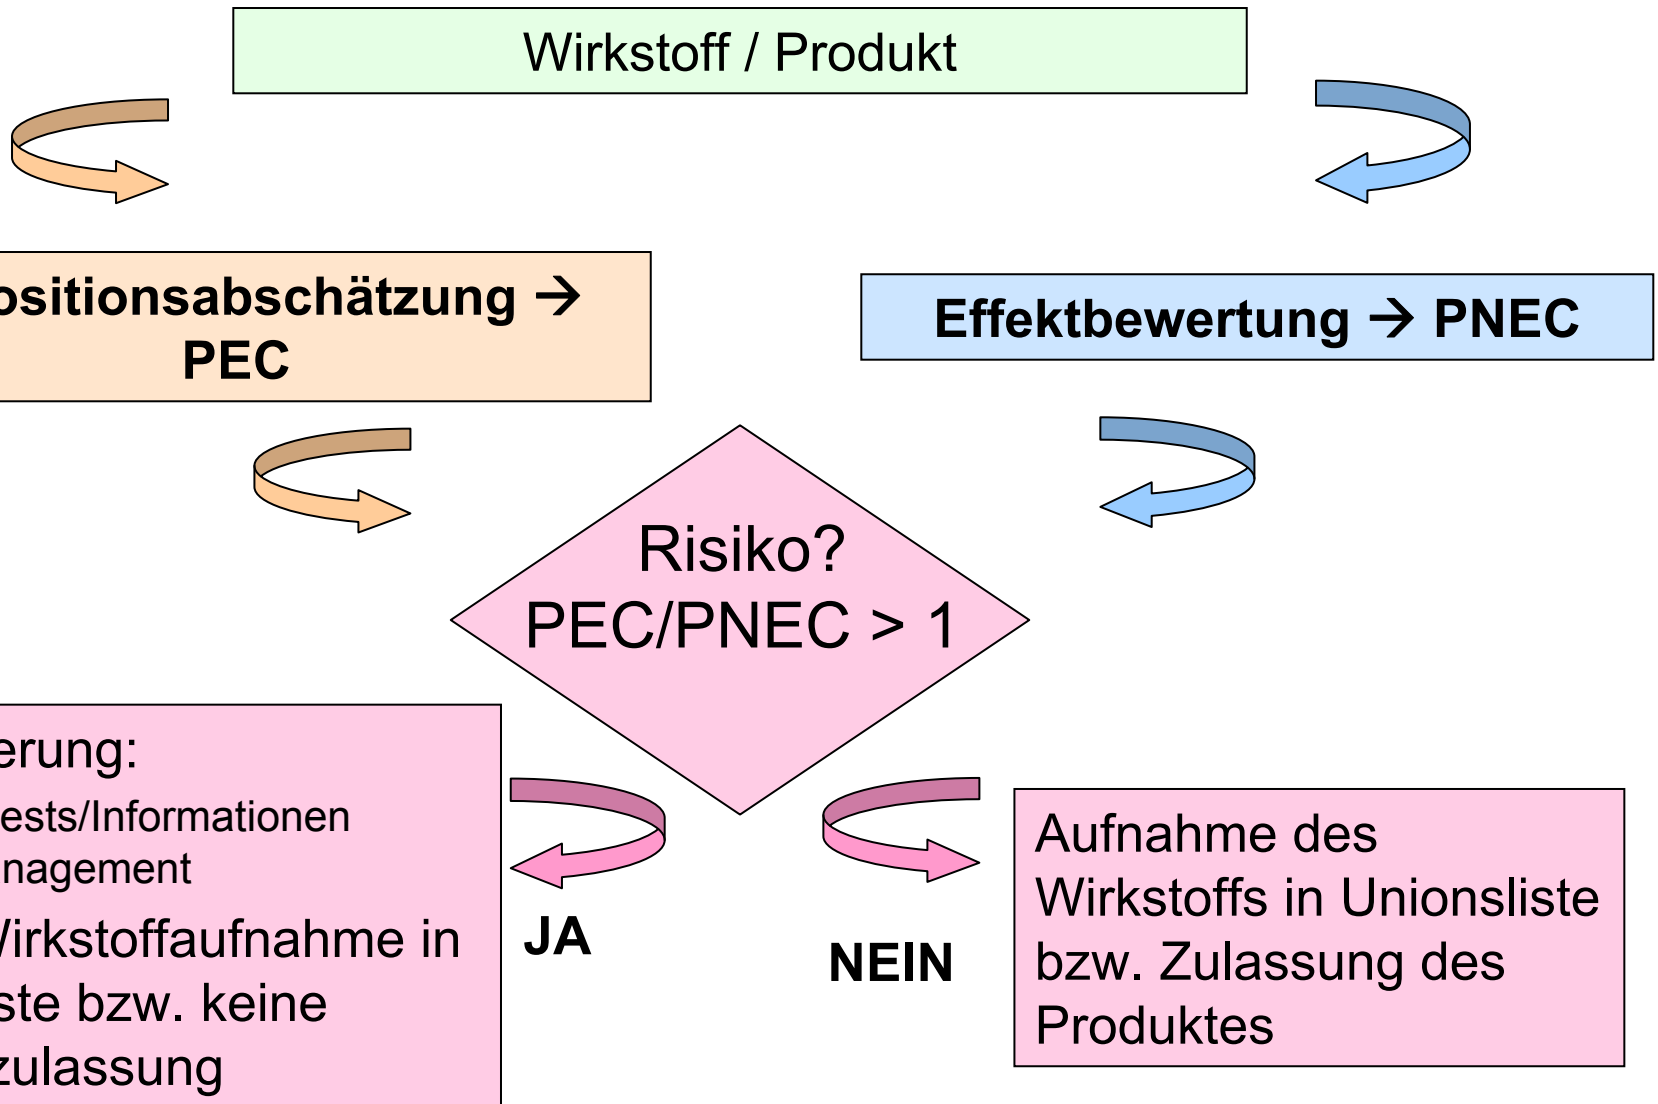 Wirkstoff / Produkt
ositionsabschätzung →
PEC
Effektbewertung → PNEC
Risiko?
PEC/PNEC > 1
erung:
ests/Informationen
nagement
Wirkstoffaufnahme in
ste bzw. keine
zulassung
JA
NEIN
Aufnahme des
Wirkstoffs in Unionsliste
bzw. Zulassung des
Produktes